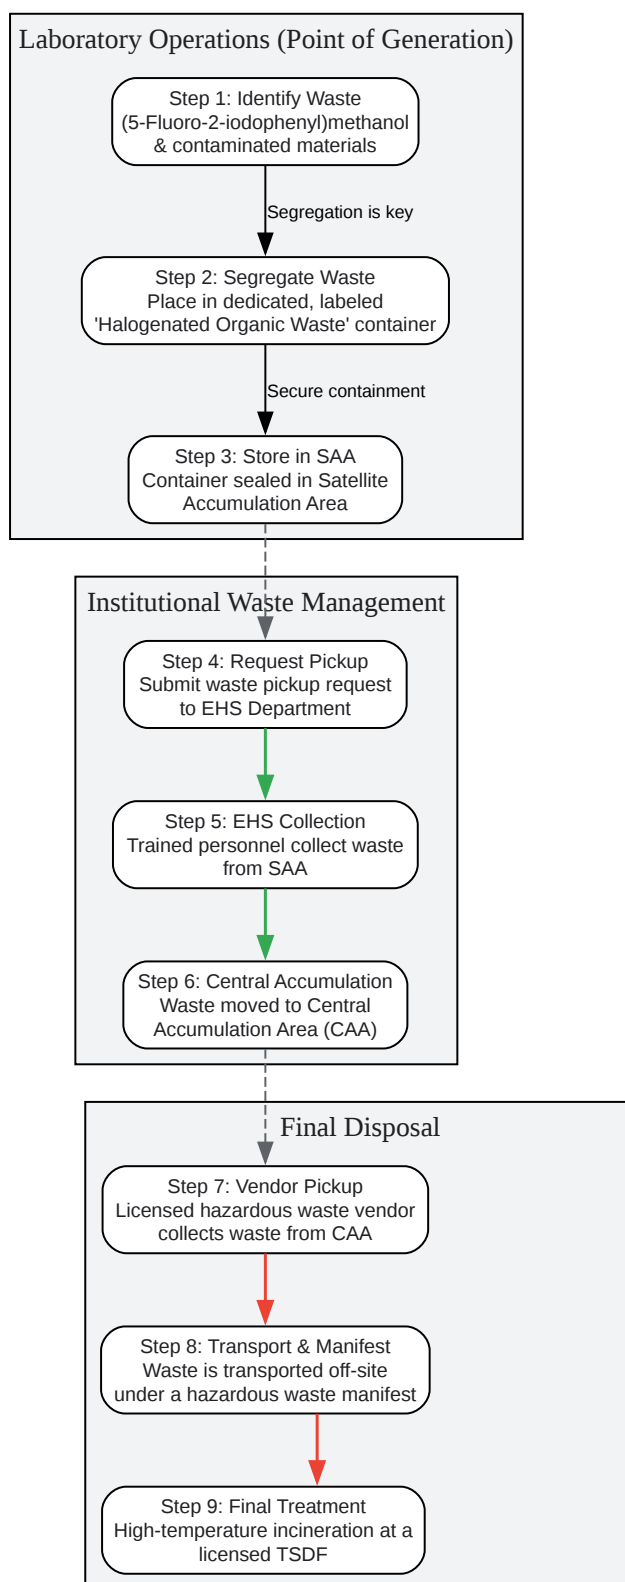 Laboratory Operations (Point of Generation)
Step 1: Identify Waste
(5-Fluoro-2-iodophenyl)methanol
& contaminated materials
Segregation is key
Step 2: Segregate Waste
Place in dedicated, labeled
'Halogenated Organic Waste' container
Secure containment
Step 3: Store in SAA
Container sealed in Satellite
Accumulation Area
Institutional Waste Management
Step 4: Request Pickup
Submit waste pickup request
to EHS Department
Step 5: EHS Collection
Trained personnel collect waste
from SAA
Step 6: Central Accumulation
Waste moved to Central
Accumulation Area (CAA)
Final Disposal
Step 7: Vendor Pickup
Licensed hazardous waste vendor
collects waste from CAA
Step 8: Transport & Manifest
Waste is transported off-site
under a hazardous waste manifest
Step 9: Final Treatment
High-temperature incineration at a
licensed TSDF